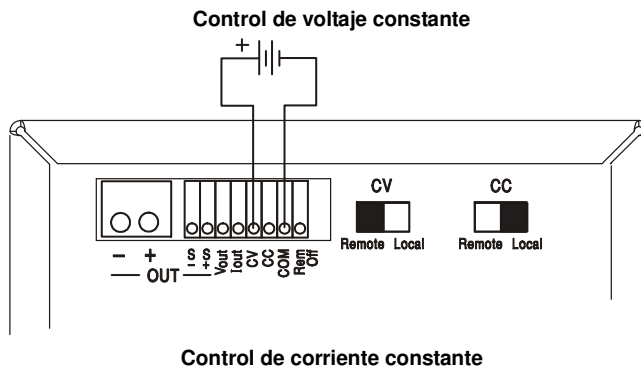 Control de voltaje constante
+
CV
CC
Remote Local
Remote Local
- +
OUT
S -
S +
Vout
Iout
CV
CC
COM
Rem Off
Control de corriente constante